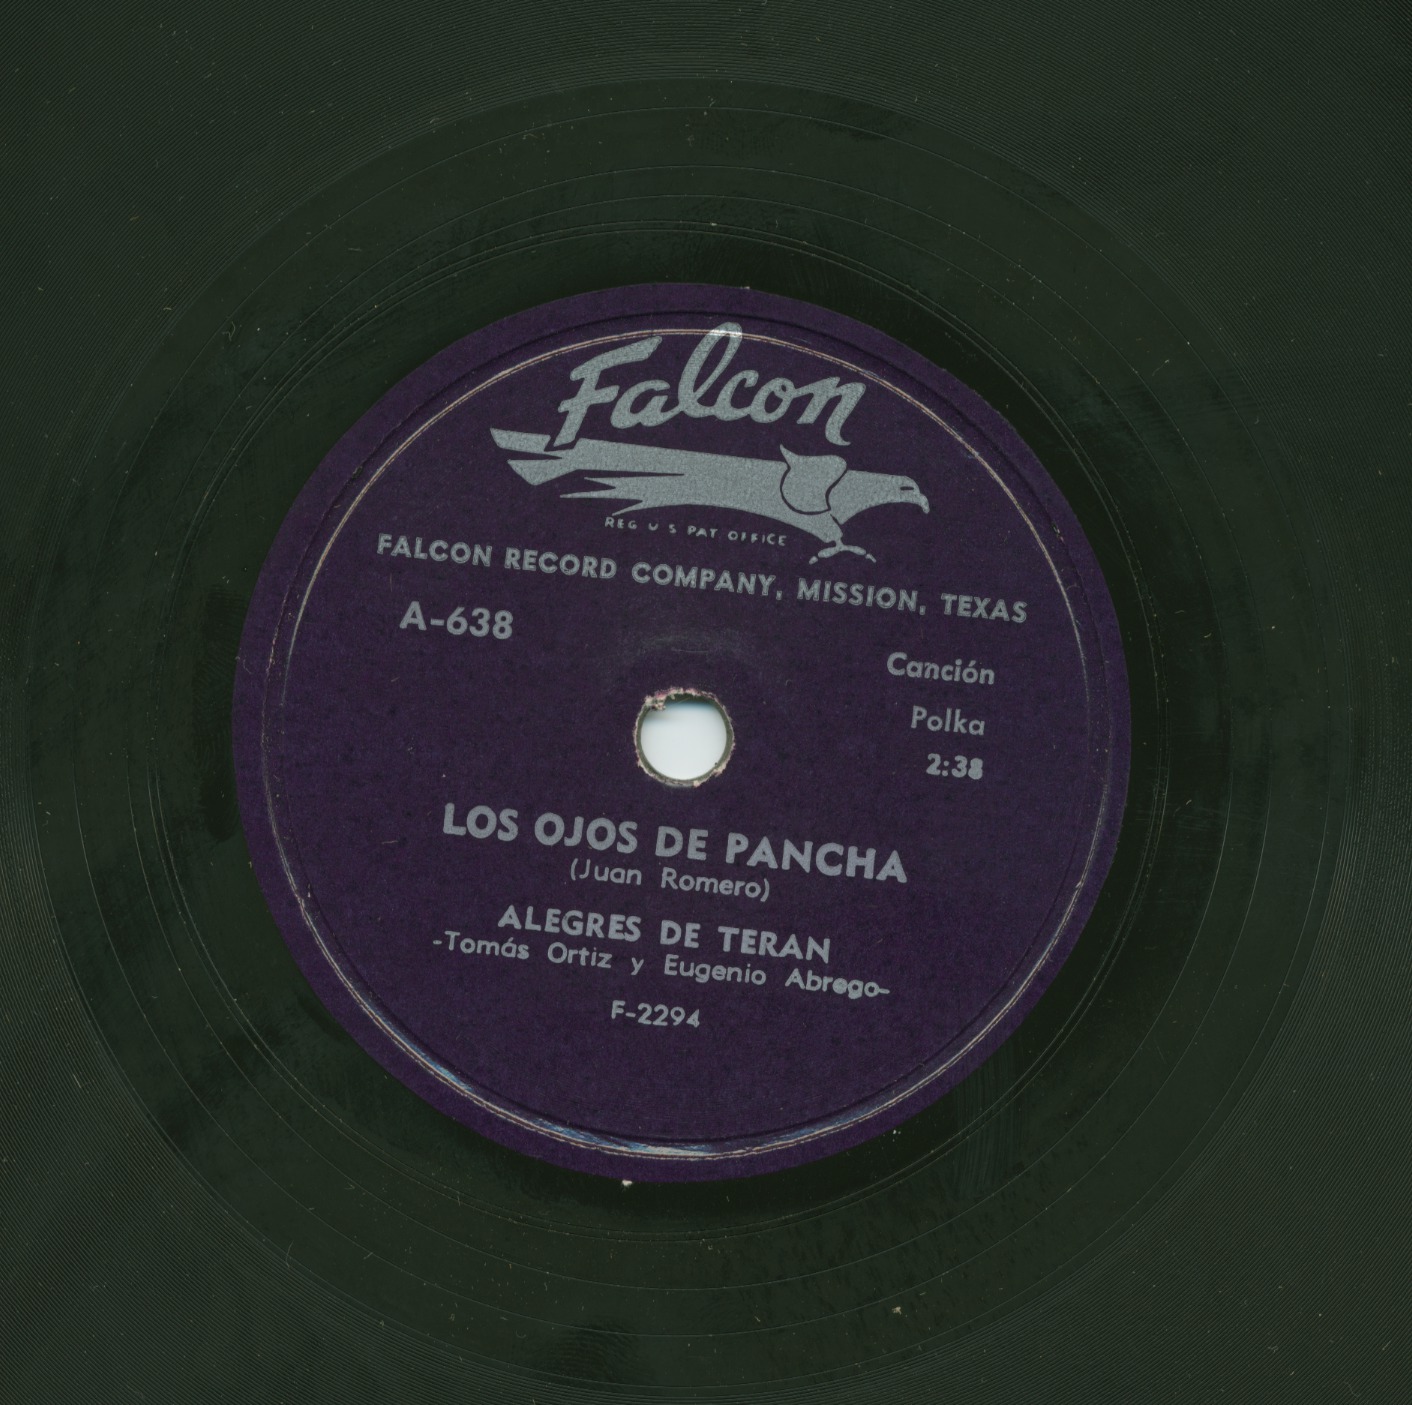 Falcon
REG U S PAT OFFICE
FALCON RECORD COMPANY, MISSION, TEXAS
A-638
Canción
Polka
2:38
LOS OJOS DE PANCHA
(Juan Romero)
ALEGRES DE TERAN
-Tomás Ortiz y Eugenio Abrego-
F-2294